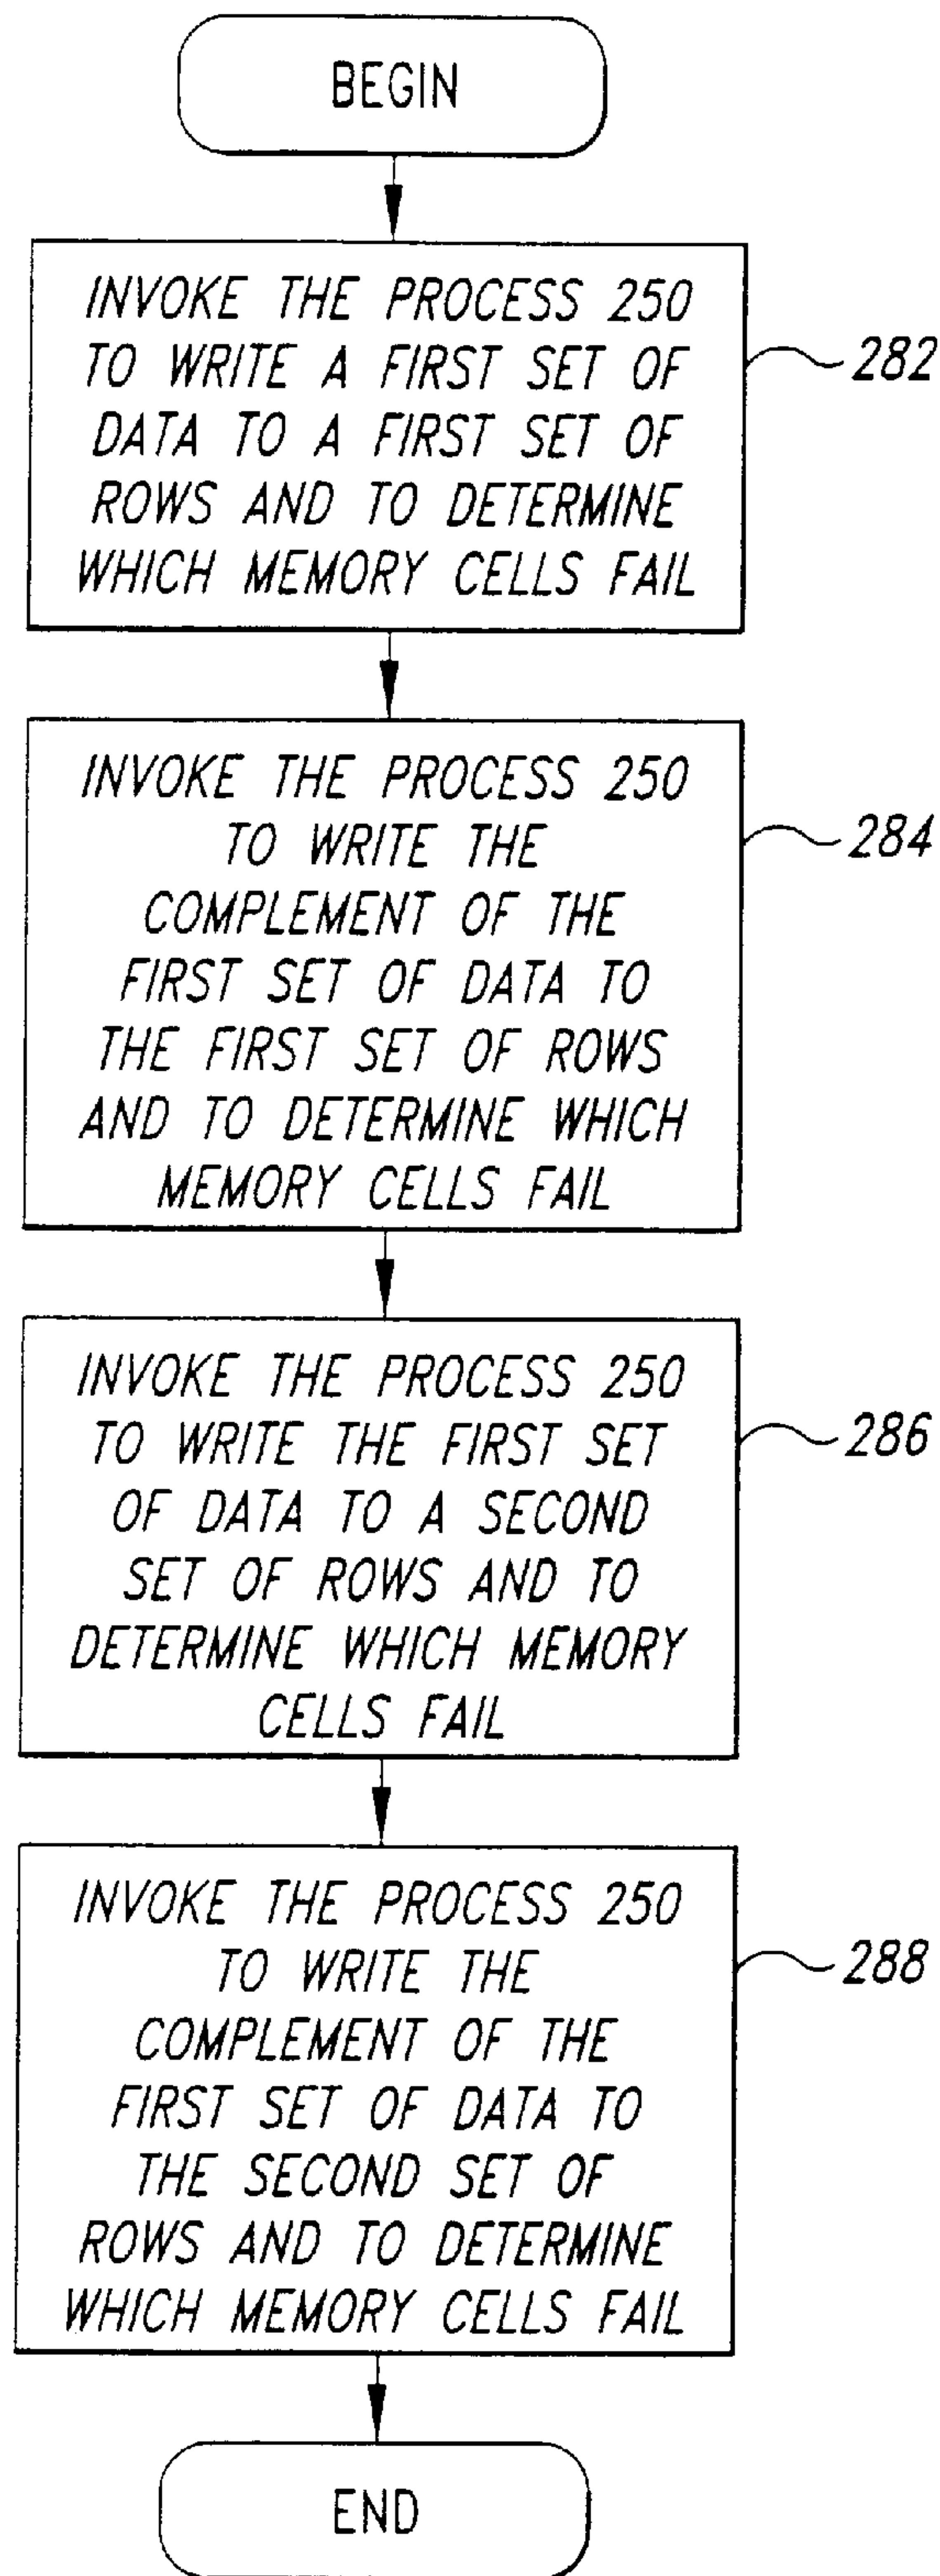 BEGIN
INVOKE THE PROCESS 250
TO WRITE A FIRST SET OF
DATA TO A FIRST SET OF
ROWS AND TO DETERMINE
WHICH MEMORY CELLS FAIL
282
INVOKE THE PROCESS 250
TO WRITE THE
COMPLEMENT OF THE
FIRST SET OF DATA TO
THE FIRST SET OF ROWS
AND TO DETERMINE WHICH
MEMORY CELLS FAIL
284
INVOKE THE PROCESS 250
TO WRITE THE FIRST SET
OF DATA TO A SECOND
SET OF ROWS AND TO
DETERMINE WHICH MEMORY
CELLS FAIL
286
INVOKE THE PROCESS 250
TO WRITE THE
COMPLEMENT OF THE
FIRST SET OF DATA TO
THE SECOND SET OF
ROWS AND TO DETERMINE
WHICH MEMORY CELLS FAIL
288
END